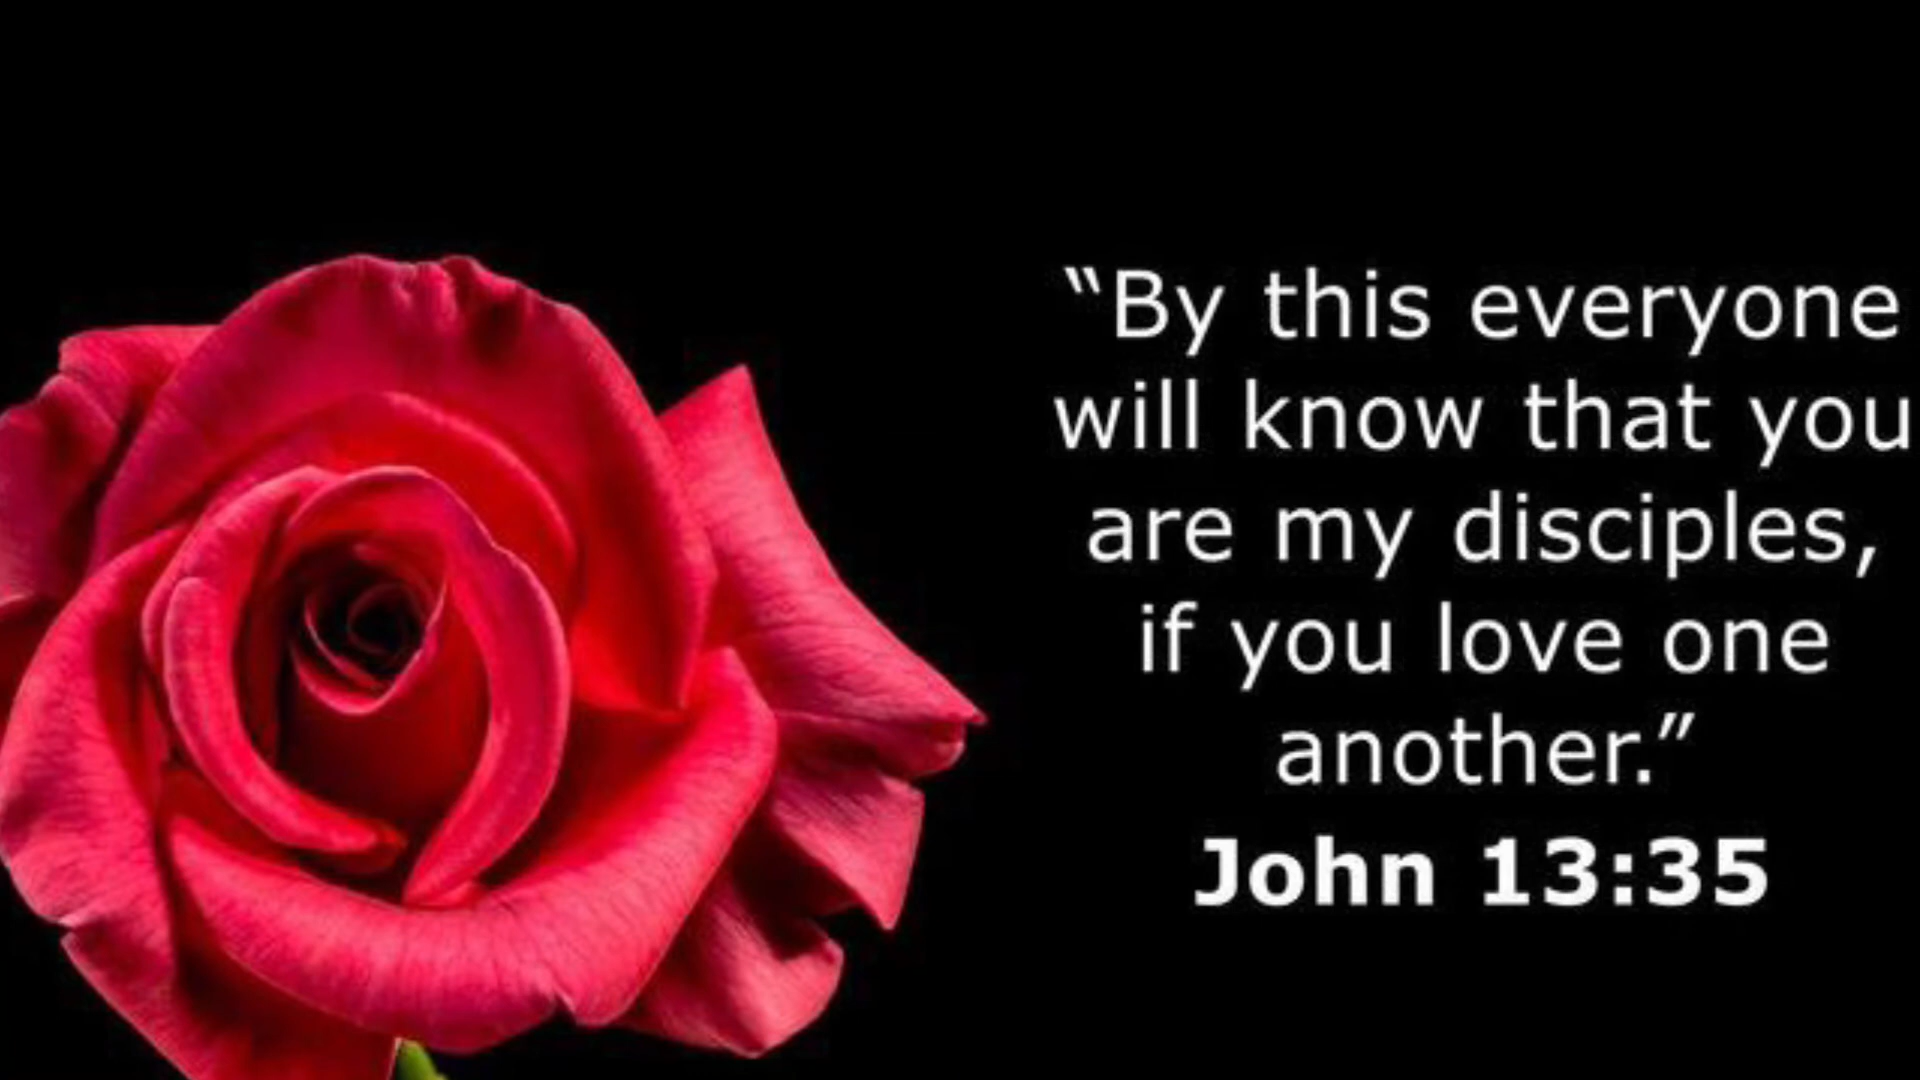 “By this everyone
will know that you
are my disciples,
if you love one
another.”
John 13:35